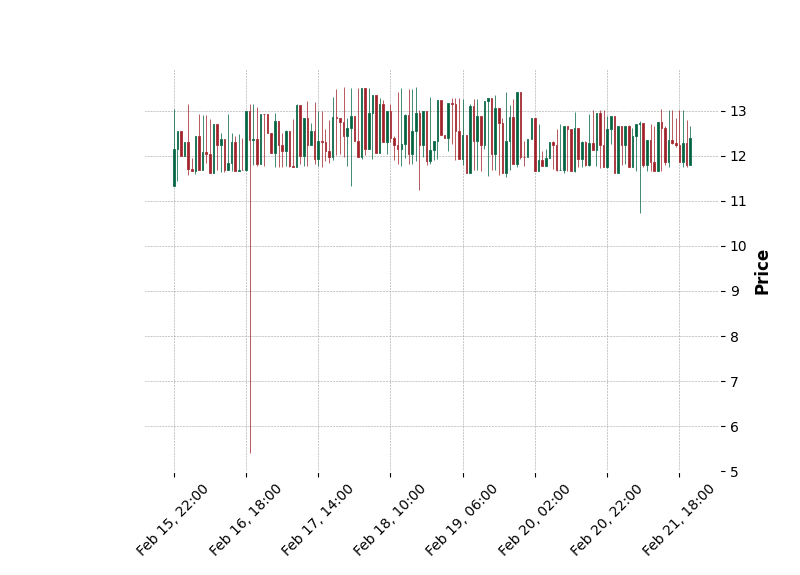 13
12
11
10
9
8
7
6
5
Price
Feb 15, 22:00
Feb 16, 18:00
Feb 17, 14:00
Feb 18, 10:00
Feb 19, 06:00
Feb 20, 02:00
Feb 20, 22:00
Feb 21, 18:00